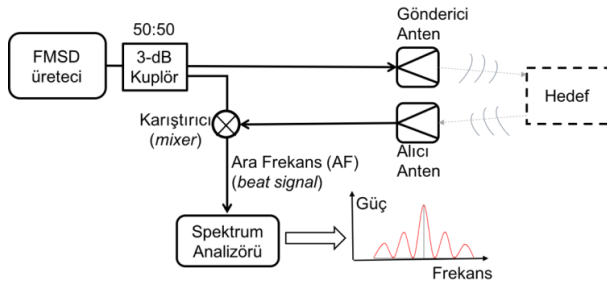 50:50
FMSD
üreteci
3-dB
Kuplör
Gönderici
Anten
Hedef
Karıştırıcı
(mixer)
Alıcı
Anten
Ara Frekans (AF)
(beat signal)
Spektrum
Analizörü
Güç
Frekans